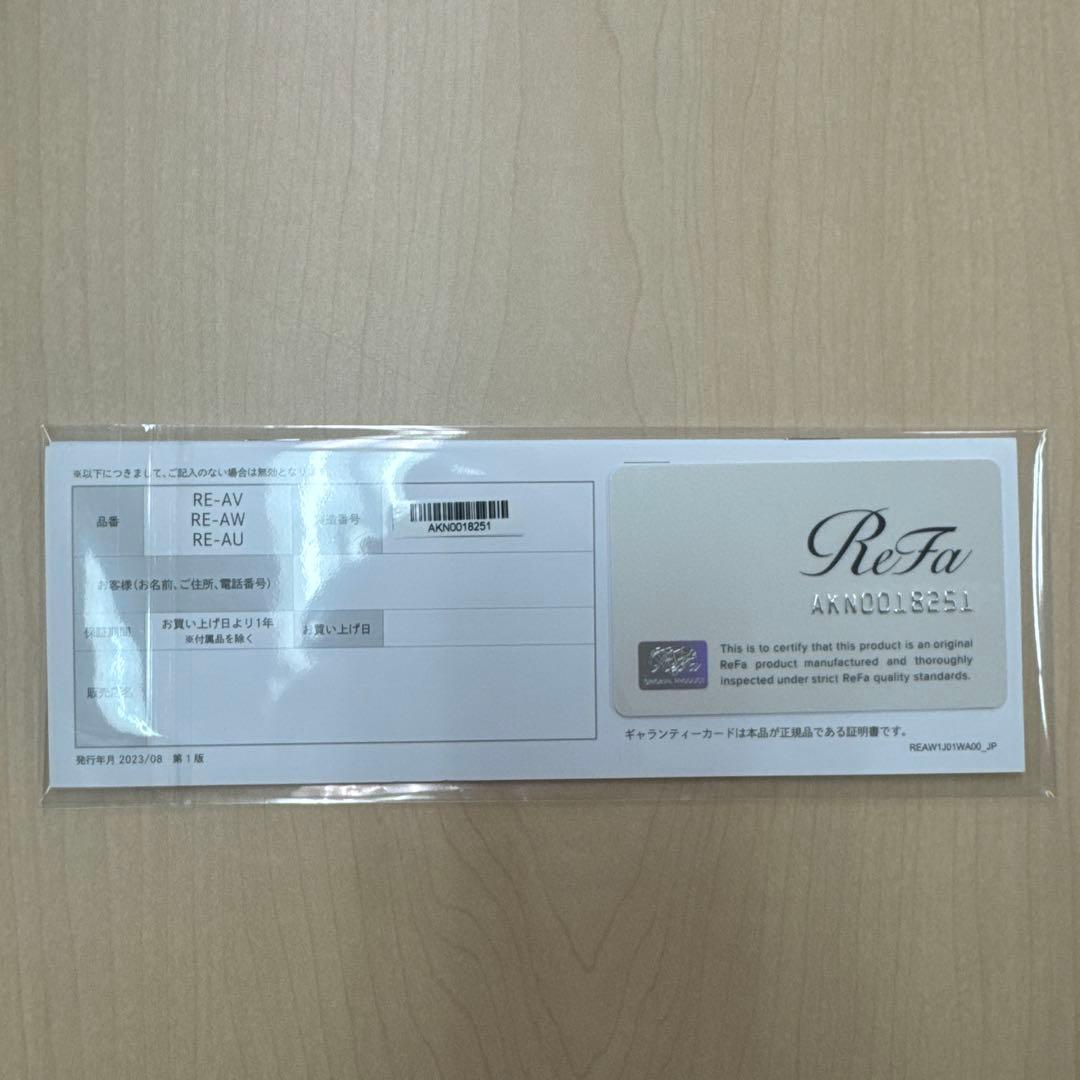 ※以下につきまして、ご記入のない場合は無効とな
品番
RE-AV
RE-AW
RE-AU
造番号
AKN0018251
お客様(お名前、ご住所、電話番号)
保証期間
お買い上げ日より1年
※付属品を除く
お買い上げ日
販売店名
発行年月 2023/08 第1版
ReFa
AKN0018251
ReFa
This is to certify that this product is an original
ReFa product manufactured and thoroughly
inspected under strict ReFa quality standards.
ギャランティーカードは本品が正規品である証明書です。
REAW1J01WA00_JP